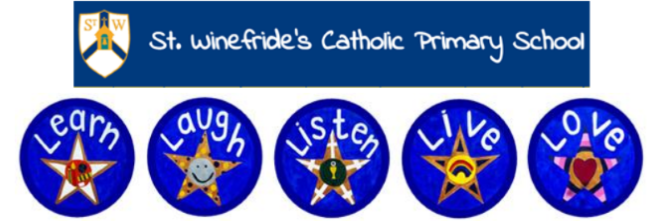 ST W
St. Winefride's Catholic Primary School
Learn
Laugh
Listen
Live
Love